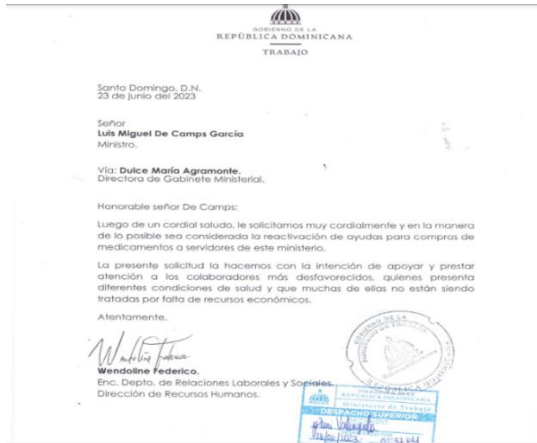 GOBIERNO DE LA
REPÚBLICA DOMINICANA
TRABAJO
Santo Domingo, D.N.
23 de junio del 2023
Señor
Luis Miguel De Camps García
Ministro.
Vía: Dulce María Agramonte.
Directora de Gabinete Ministerial.
Honorable señor De Camps:
Luego de un cordial saludo, le solicitamos muy cordialmente y en la manera
de lo posible sea considerada la reactivación de ayudas para compras de
medicamentos a servidores de este ministerio.
La presente solicitud la hacemos con la intención de apoyar y prestar
atención a los colaboradores más desfavorecidos, quienes presenta
diferentes condiciones de salud y que muchas de ellas no están siendo
tratadas por falta de recursos económicos.
Atentamente,
Wendoline Federico.
Enc. Depto. de Relaciones Laborales y Sociales.
Dirección de Recursos Humanos.
GOBIERNO DE LA
REPÚBLICA DOMINICANA
Ministerio de Trabajo
DESPACHO SUPERIOR